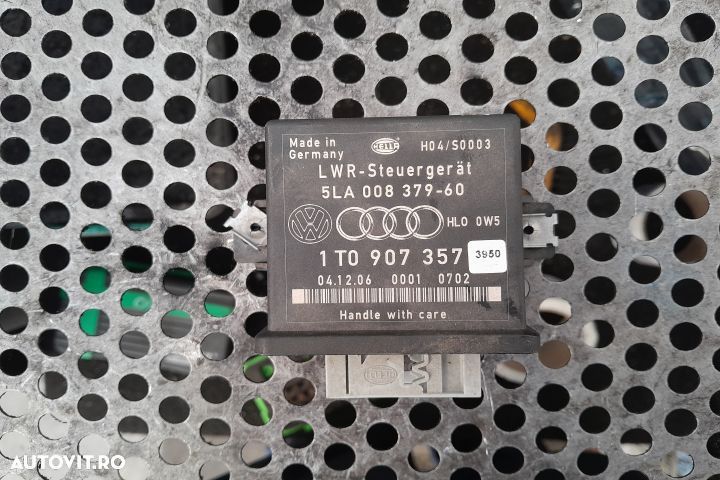 Made in Germany
HELLA
H04/S0003
LWR-Steuergerät
5LA 008 379-60
HL0 0W5
1T0 907 357
3950
04.12.06 0001 0702
Handle with care
HELLA
AUTOVIT.RO